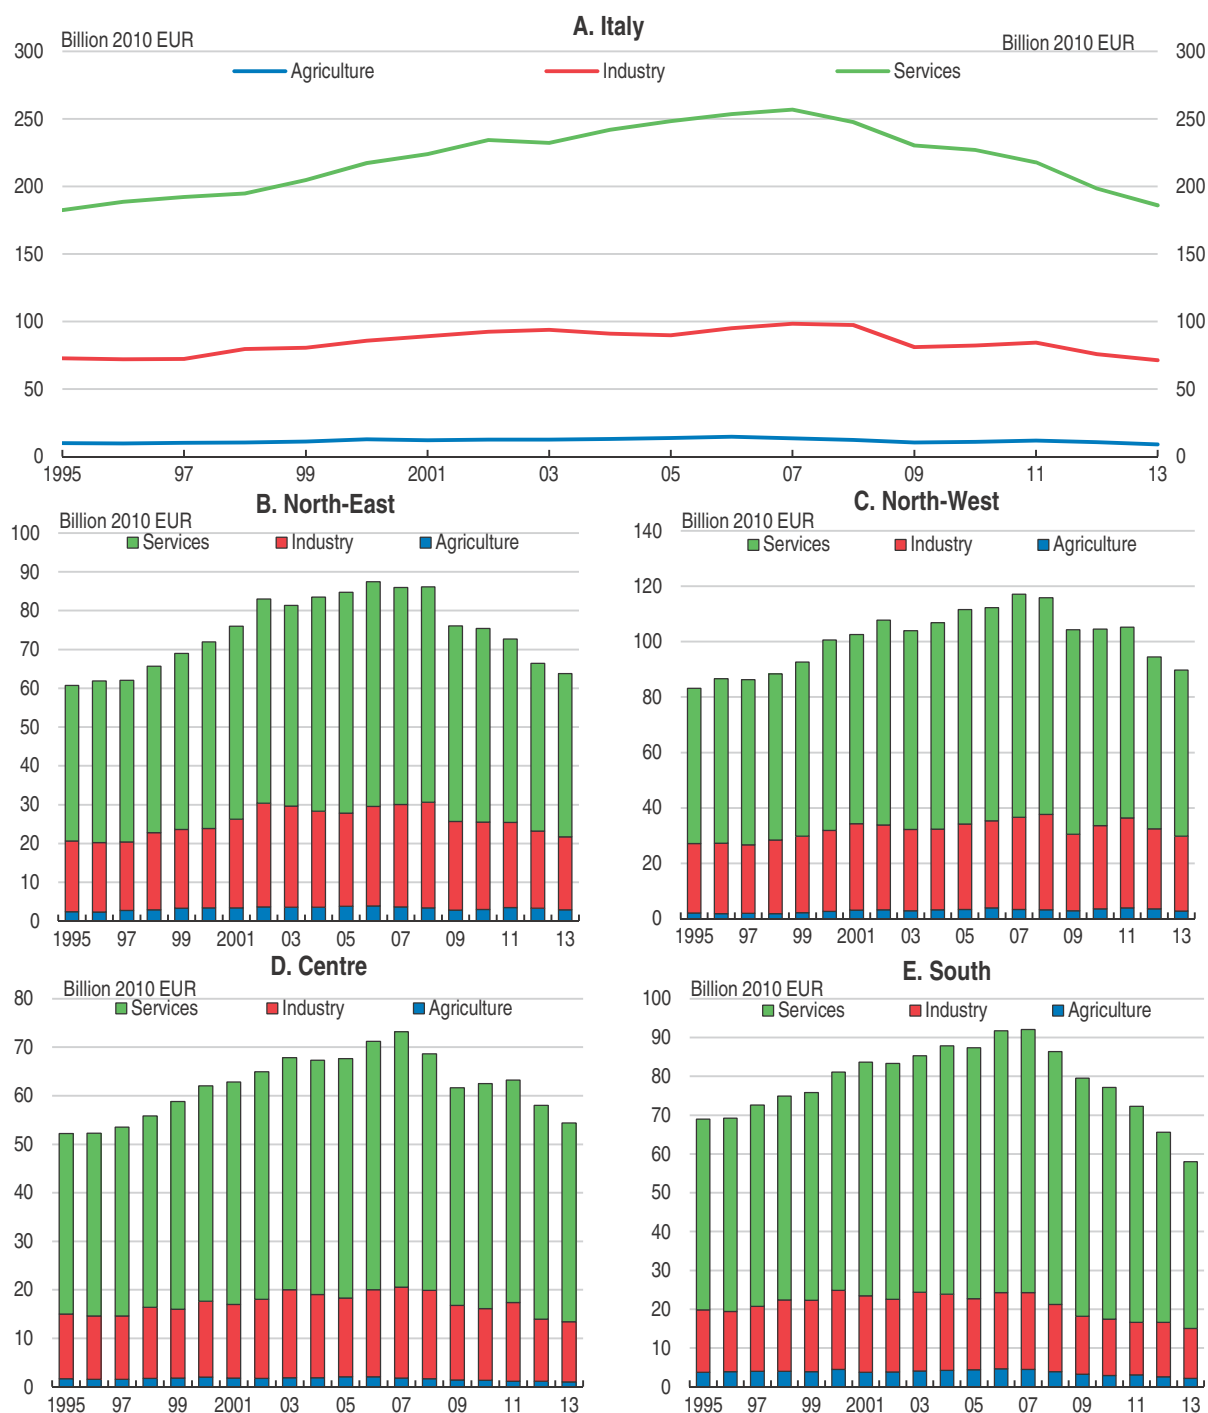 A. Italy
Billion 2010 EUR Billion 2010 EUR
300 300
Agriculture Industry Services
250 250
200 200
150 150
100 100
50 50
0 0
1995 97 99 2001 03 05 07 09 11 13
B. North-East
Billion 2010 EUR
100
Services Industry Agriculture
90
80
70
60
50
40
30
20
10
0
1995 97 99 2001 03 05 07 09 11 13
C. North-West
Billion 2010 EUR
140
Services Industry Agriculture
120
100
80
60
40
20
0
1995 97 99 2001 03 05 07 09 11 13
D. Centre
Billion 2010 EUR
80
Services Industry Agriculture
70
60
50
40
30
20
10
0
1995 97 99 2001 03 05 07 09 11 13
E. South
Billion 2010 EUR
100
Services Industry Agriculture
90
80
70
60
50
40
30
20
10
0
1995 97 99 2001 03 05 07 09 11 13